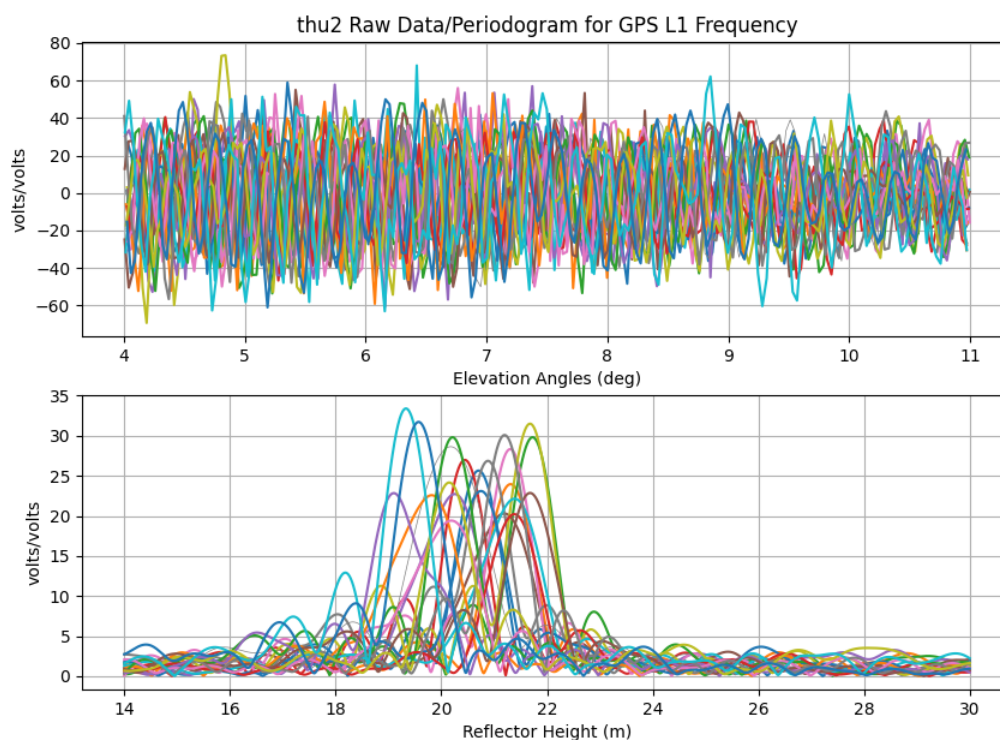 thu2 Raw Data/Periodogram for GPS L1 Frequency
80
60
40
20
0
−20
−40
−60
volts/volts
4 5 6 7 8 9 10 11
Elevation Angles (deg)
35
30
25
20
15
10
5
0
volts/volts
14 16 18 20 22 24 26 28 30
Reflector Height (m)